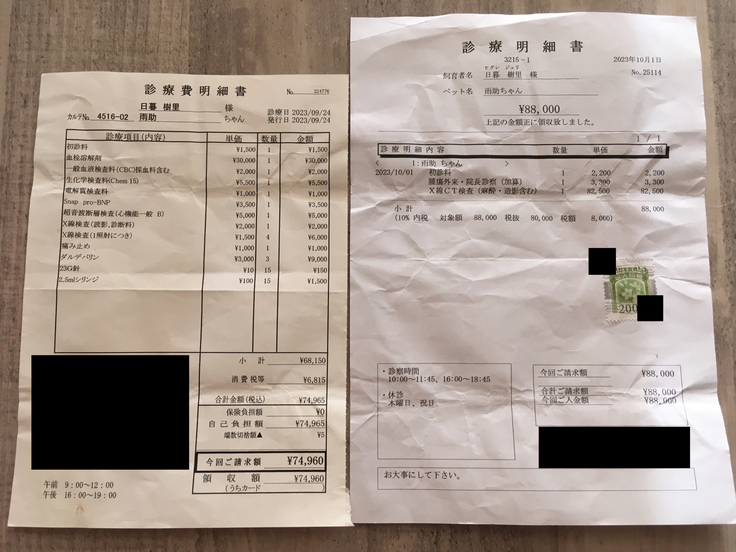 診療費明細書
No. 224776
日暮 樹里 様
カルテNo 4516-02 雨助 ちゃん
診療日 2023/09/24
発行日 2023/09/24
診療項目(内容) 単価 数量 金額
初診料 ¥1,500 1 ¥1,500
血栓溶解剤 ¥30,000 1 ¥30,000
一般血液検査料(CBC)採血料含む ¥2,000 1 ¥2,000
生化学検査料(Chem 15) ¥5,500 1 ¥5,500
電解質検査料 ¥1,000 1 ¥1,000
Snap pro-BNP ¥3,500 1 ¥3,500
超音波断層検査(心機能一般 B) ¥5,000 1 ¥5,000
X線検査(読影,診断料) ¥2,000 1 ¥2,000
X線検査(1照射につき) ¥1,500 4 ¥6,000
痛み止め ¥1,000 1 ¥1,000
ダルテパリン ¥3,000 3 ¥9,000
23G針 ¥10 15 ¥150
2.5mlシリンジ ¥100 15 ¥1,500
小 計 ¥68,150
消費税等 ¥6,815
合計金額(税込) ¥74,965
保険負担額 ¥0
自己負担額 ¥74,965
端数切捨額▲ ¥5
今回ご請求額 ¥74,960
領 収 額 ¥74,960
(うちカード
午前 9:00~12:00
午後 16:00~19:00
診療明細書
3215-1 2023年10月1日
ヒグレ ジュリ
飼育者名 日暮 樹里 様 No.25114
ペット名 雨助ちゃん
¥88,000
上記の金額正に領収致しました。
1 / 1
診療明細内容 数量 単価 金額
< 1:雨助 ちゃん >
2023/10/01 初診料 1 2,200 2,200
腫瘍外来・院長診察(加算) 1 3,300 3,300
X線CT検査(麻酔・造影含む) 1 82,500 82,500
小 計 88,000
(10% 内税 対象額 88,000 税抜 80,000 税額 8,000)
200
・診察時間
10:00~11:45, 16:00~18:45
・休診
木曜日、祝日
今回ご請求額 ¥88,000
合計ご請求額 ¥88,000
今回ご入金額 ¥88,000
お大事にして下さい。